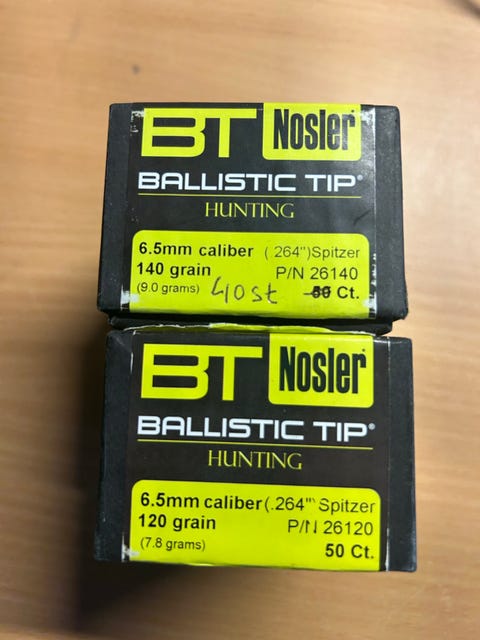 BT Nosler®
BALLISTIC TIP®
HUNTING
6.5mm caliber (.264") Spitzer
140 grain P/N 26140
(9.0 grams) 40st 50 Ct.
BT Nosler®
BALLISTIC TIP®
HUNTING
6.5mm caliber (.264") Spitzer
120 grain P/N 26120
(7.8 grams) 50 Ct.